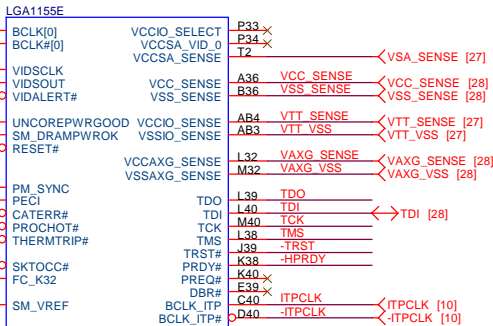 LGA1155E
BCLK[0] VCCIO_SELECT P33
BCLK#[0] VCCSA_VID_0 P34
VCCSA_SENSE T2 VSA_SENSE [27]
VIDSCLK
VIDSOUT VCC_SENSE A36 VCC_SENSE VCC_SENSE [28]
VIDALERT# VSS_SENSE B36 VSS_SENSE VSS_SENSE [28]
UNCOREPWRGOOD VCCIO_SENSE AB4 VTT_SENSE VTT_SENSE [27]
SM_DRAMPWROK VSSIO_SENSE AB3 VTT_VSS VTT_VSS [27]
RESET#
VCCAXG_SENSE L32 VAXG_SENSE VAXG_SENSE [28]
VSSAXG_SENSE M32 VAXG_VSS VAXG_VSS [28]
PM_SYNC
PECI TDO L39 TDO
CATERR# TDI L40 TDI TDI [28]
PROCHOT# TCK M40 TCK
THERMTRIP# TMS L38 TMS
TRST# J39 -TRST
SKTOCC# PRDY# K38 -HPRDY
FC_K32 PREQ# K40
DBR# E39
SM_VREF BCLK_ITP C40 ITPCLK ITPCLK [10]
BCLK_ITP# D40 -ITPCLK -ITPCLK [10]